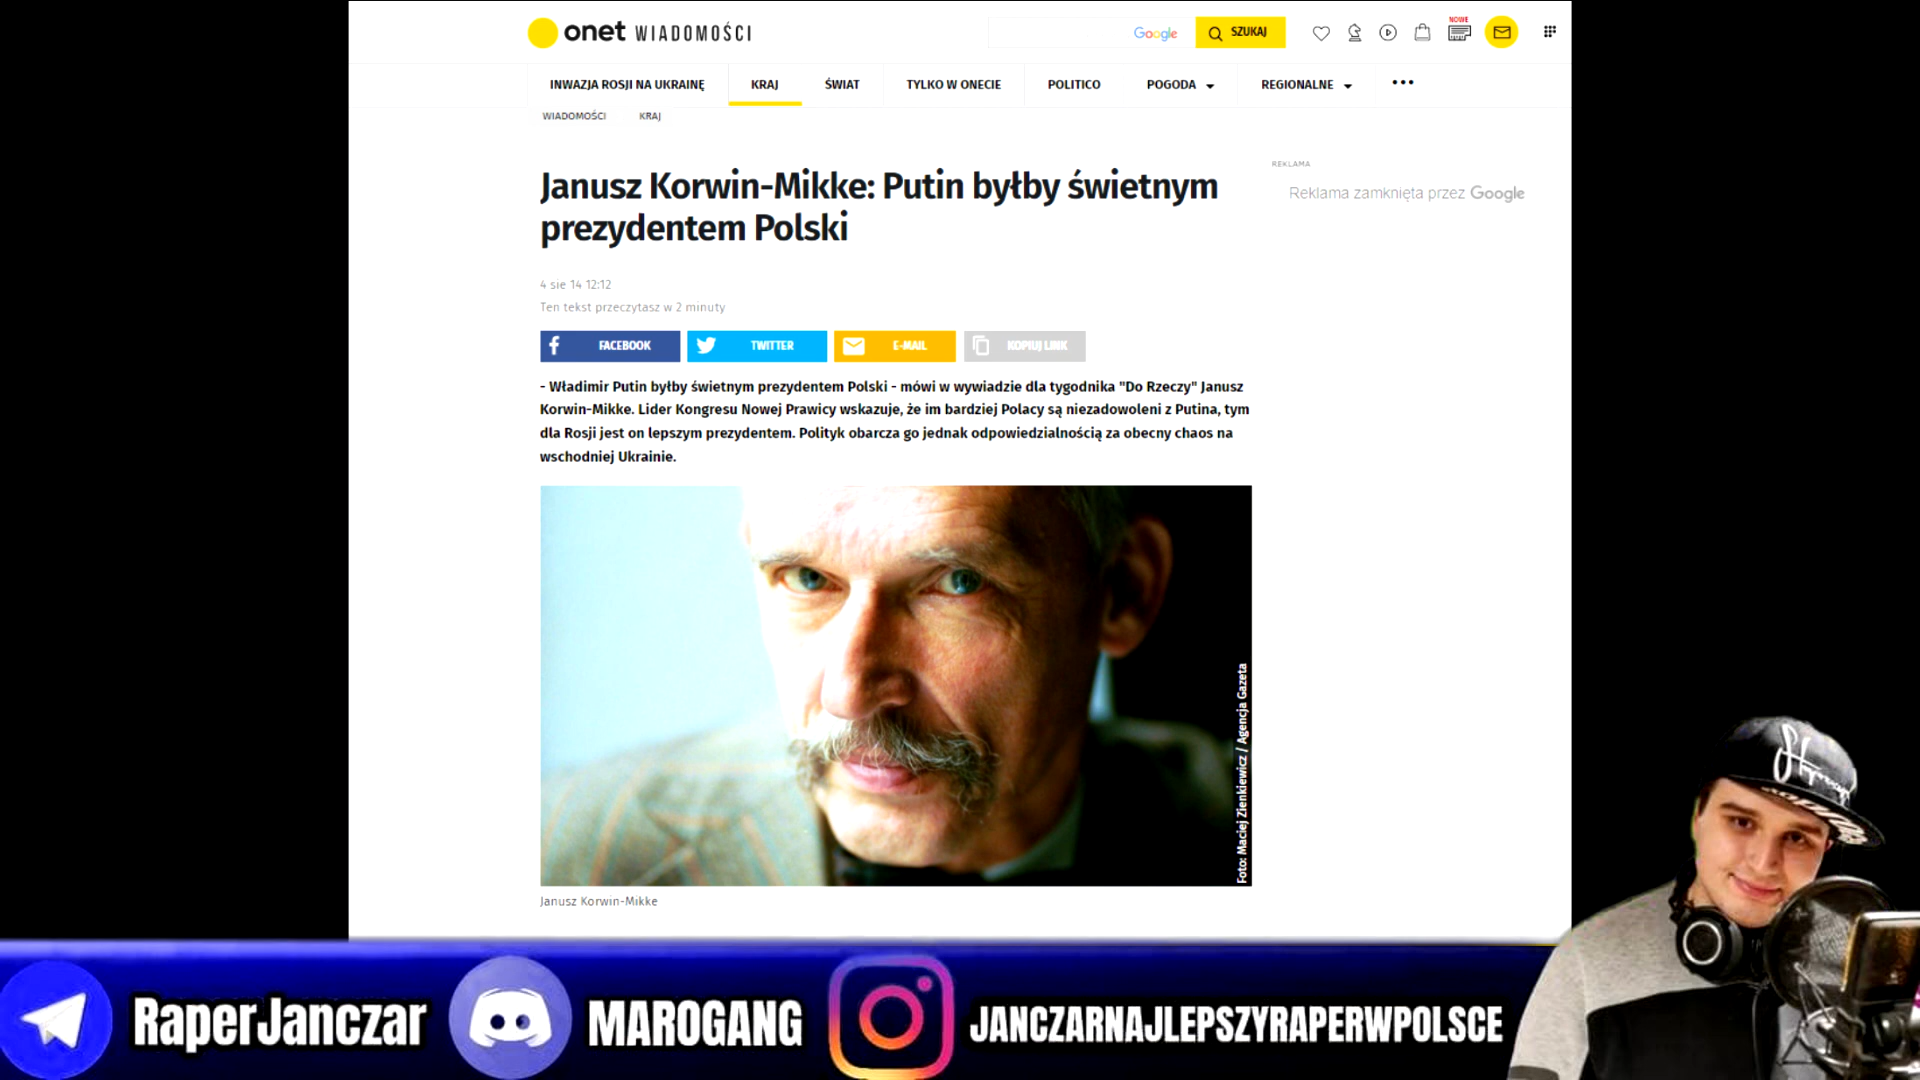 onet WIADOMOŚCI
Google
SZUKAJ
NOWE
INWAZJA ROSJI NA UKRAINĘ
KRAJ
ŚWIAT
TYLKO W ONECIE
POLITICO
POGODA
REGIONALNE
WIADOMOŚCI
KRAJ
REKLAMA
Reklama zamknięta przez Google
Janusz Korwin-Mikke: Putin byłby świetnym
prezydentem Polski
4 sie 14 12:12
Ten tekst przeczytasz w 2 minuty
FACEBOOK
TWITTER
E-MAIL
KOPIUJ LINK
- Władimir Putin byłby świetnym prezydentem Polski - mówi w wywiadzie dla tygodnika "Do Rzeczy" Janusz
Korwin-Mikke. Lider Kongresu Nowej Prawicy wskazuje, że im bardziej Polacy są niezadowoleni z Putina, tym
dla Rosji jest on lepszym prezydentem. Polityk obarcza go jednak odpowiedzialnością za obecny chaos na
wschodniej Ukrainie.
Foto: Maciej Zienkiewicz / Agencja Gazeta
Janusz Korwin-Mikke
RaperJanczar
MAROGANG
JANCZARNAJLEPSZYRAPERWPOLSCE